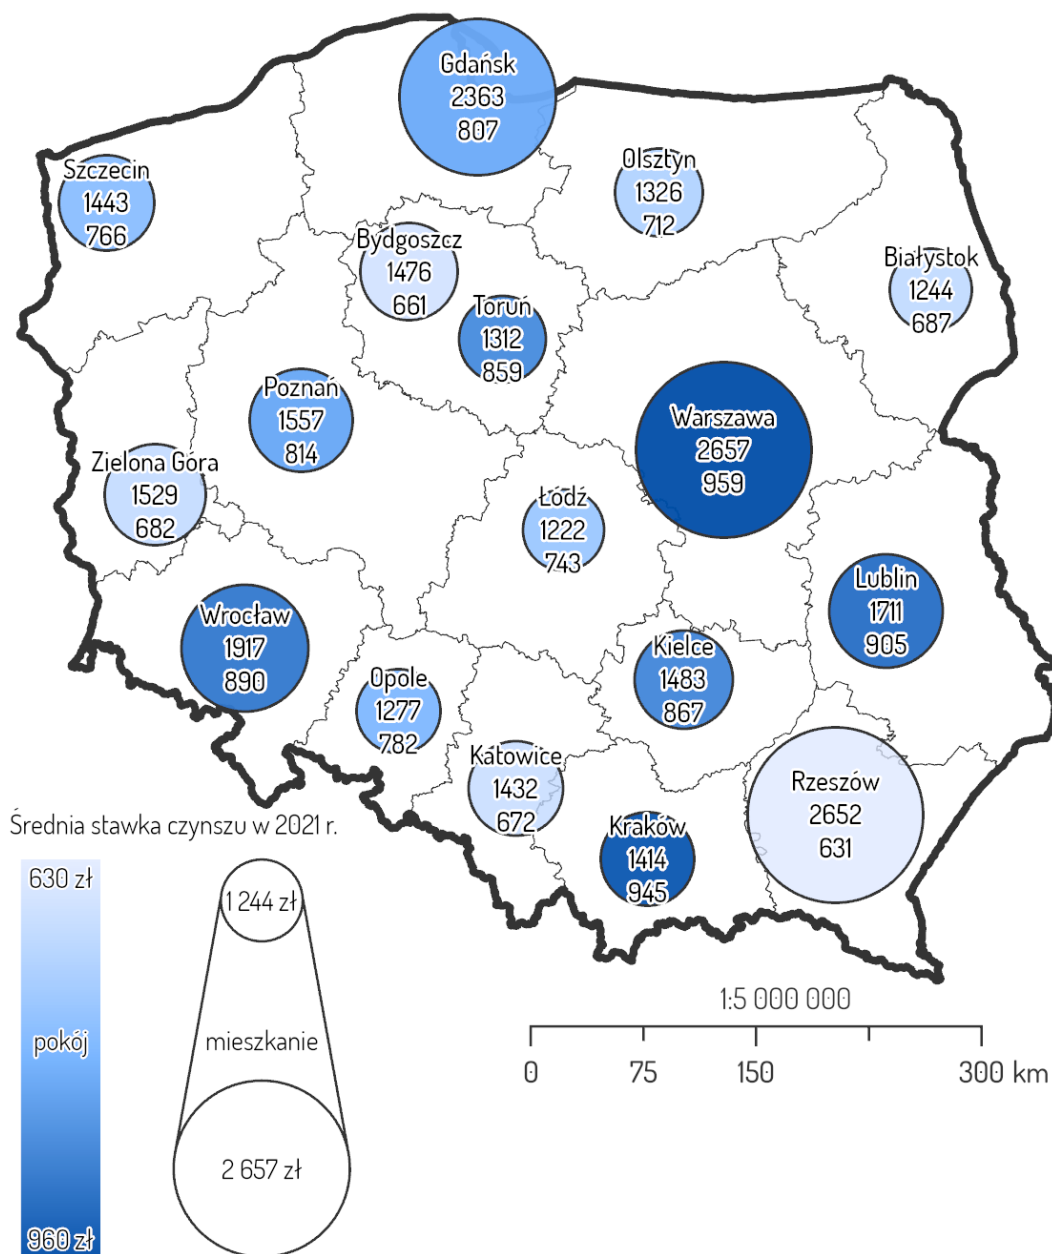 Gdańsk
2363
807
Szczecin
1443
766
Olsztyn
1326
712
Bydgoszcz
1476
661
Białystok
1244
687
Toruń
1312
859
Poznań
1557
814
Warszawa
2657
959
Zielona Góra
1529
682
Łódź
1222
743
Lublin
1711
905
Wrocław
1917
890
Kielce
1483
867
Opole
1277
782
Katowice
1432
672
Rzeszów
2652
631
Kraków
1414
945
Średnia stawka czynszu w 2021 r.
630 zł
pokój
960 zł
1 244 zł
mieszkanie
2 657 zł
1:5 000 000
0 75 150 300 km